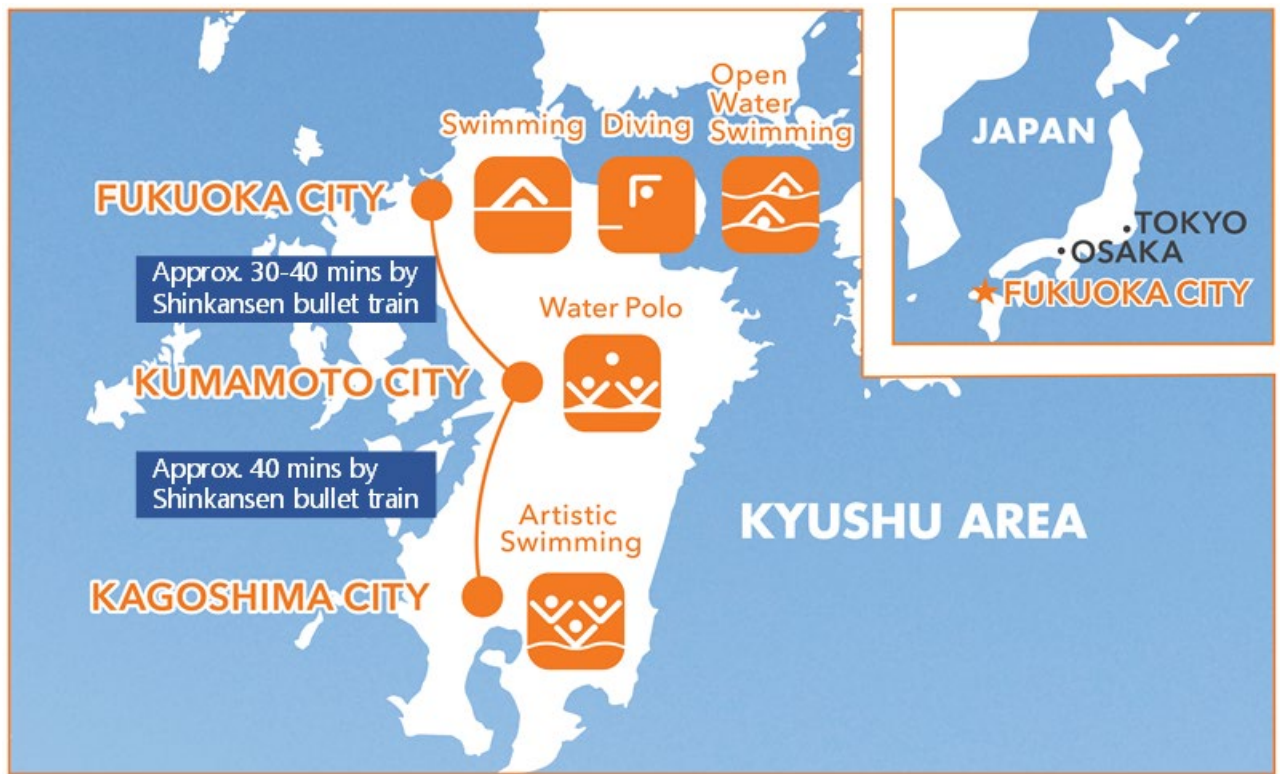 Swimming
Diving
Open
Water
Swimming
FUKUOKA CITY
Approx. 30-40 mins by
Shinkansen bullet train
Water Polo
KUMAMOTO CITY
Approx. 40 mins by
Shinkansen bullet train
Artistic
Swimming
KAGOSHIMA CITY
KYUSHU AREA
JAPAN
TOKYO
OSAKA
FUKUOKA CITY